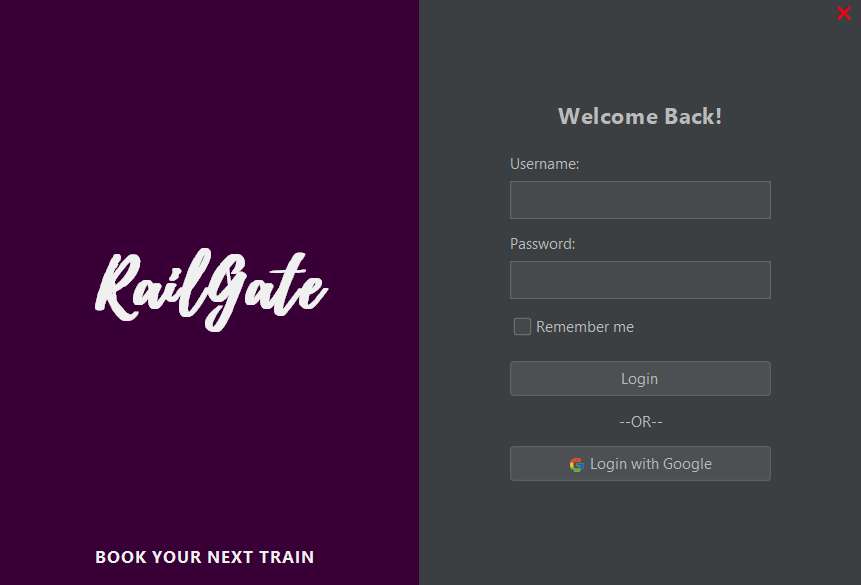 RailGate
BOOK YOUR NEXT TRAIN
Welcome Back!
Username:
Password:
Remember me
Login
--OR--
Login with Google